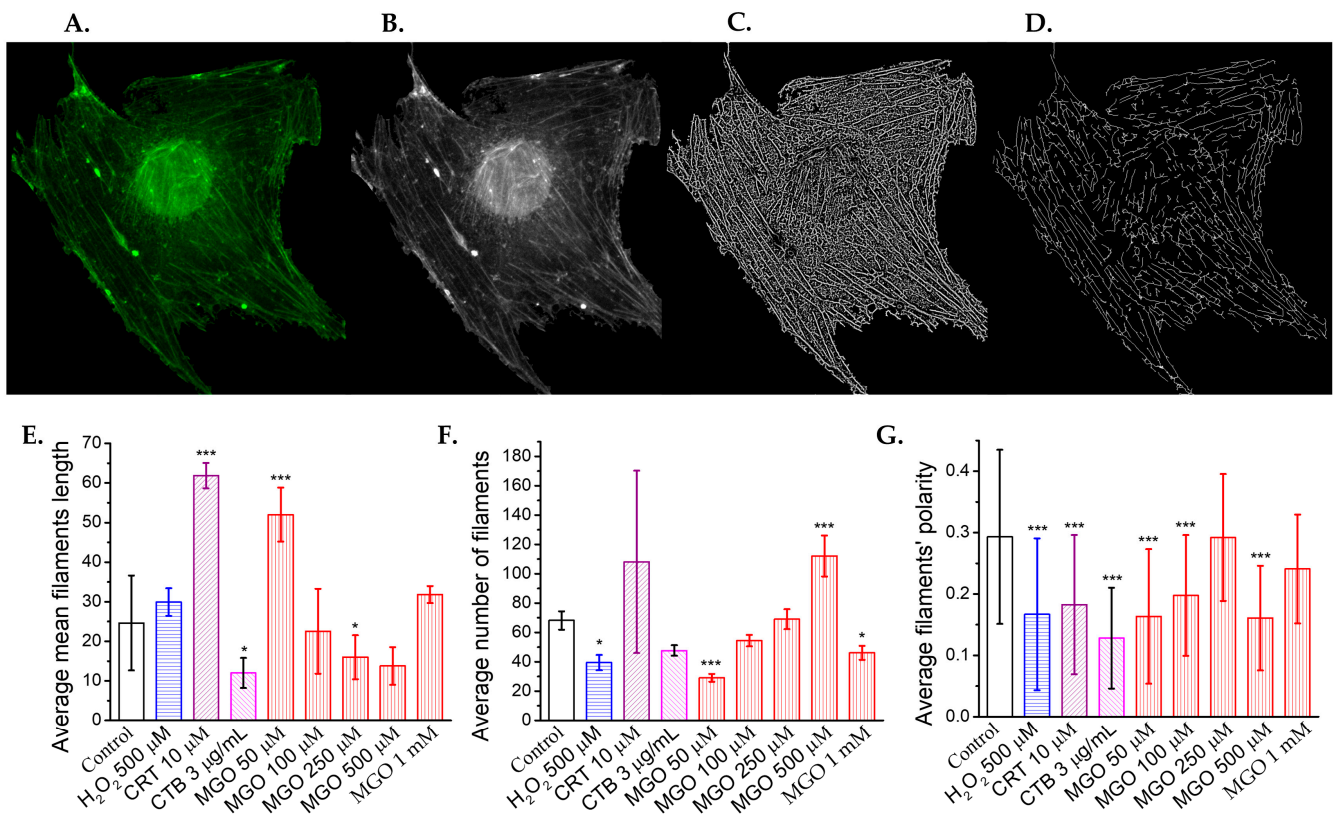 A.
B.
C.
D.
E.
Average mean filaments length
70
60
50
40
30
20
10
0
***
*
***
*
Control
H₂O₂ 500 μM
CRT 10 μM
CTB 3 μg/mL
MGO 50 μM
MGO 100 μM
MGO 250 μM
MGO 500 μM
MGO 1 mM
F.
Average number of filaments
180
160
140
120
100
80
60
40
20
0
*
***
***
*
Control
H₂O₂ 500 μM
CRT 10 μM
CTB 3 μg/mL
MGO 50 μM
MGO 100 μM
MGO 250 μM
MGO 500 μM
MGO 1 mM
G.
Average filaments' polarity
0.4
0.3
0.2
0.1
0.0
***
***
***
***
***
***
Control
H₂O₂ 500 μM
CRT 10 μM
CTB 3 μg/mL
MGO 50 μM
MGO 100 μM
MGO 250 μM
MGO 500 μM
MGO 1 mM